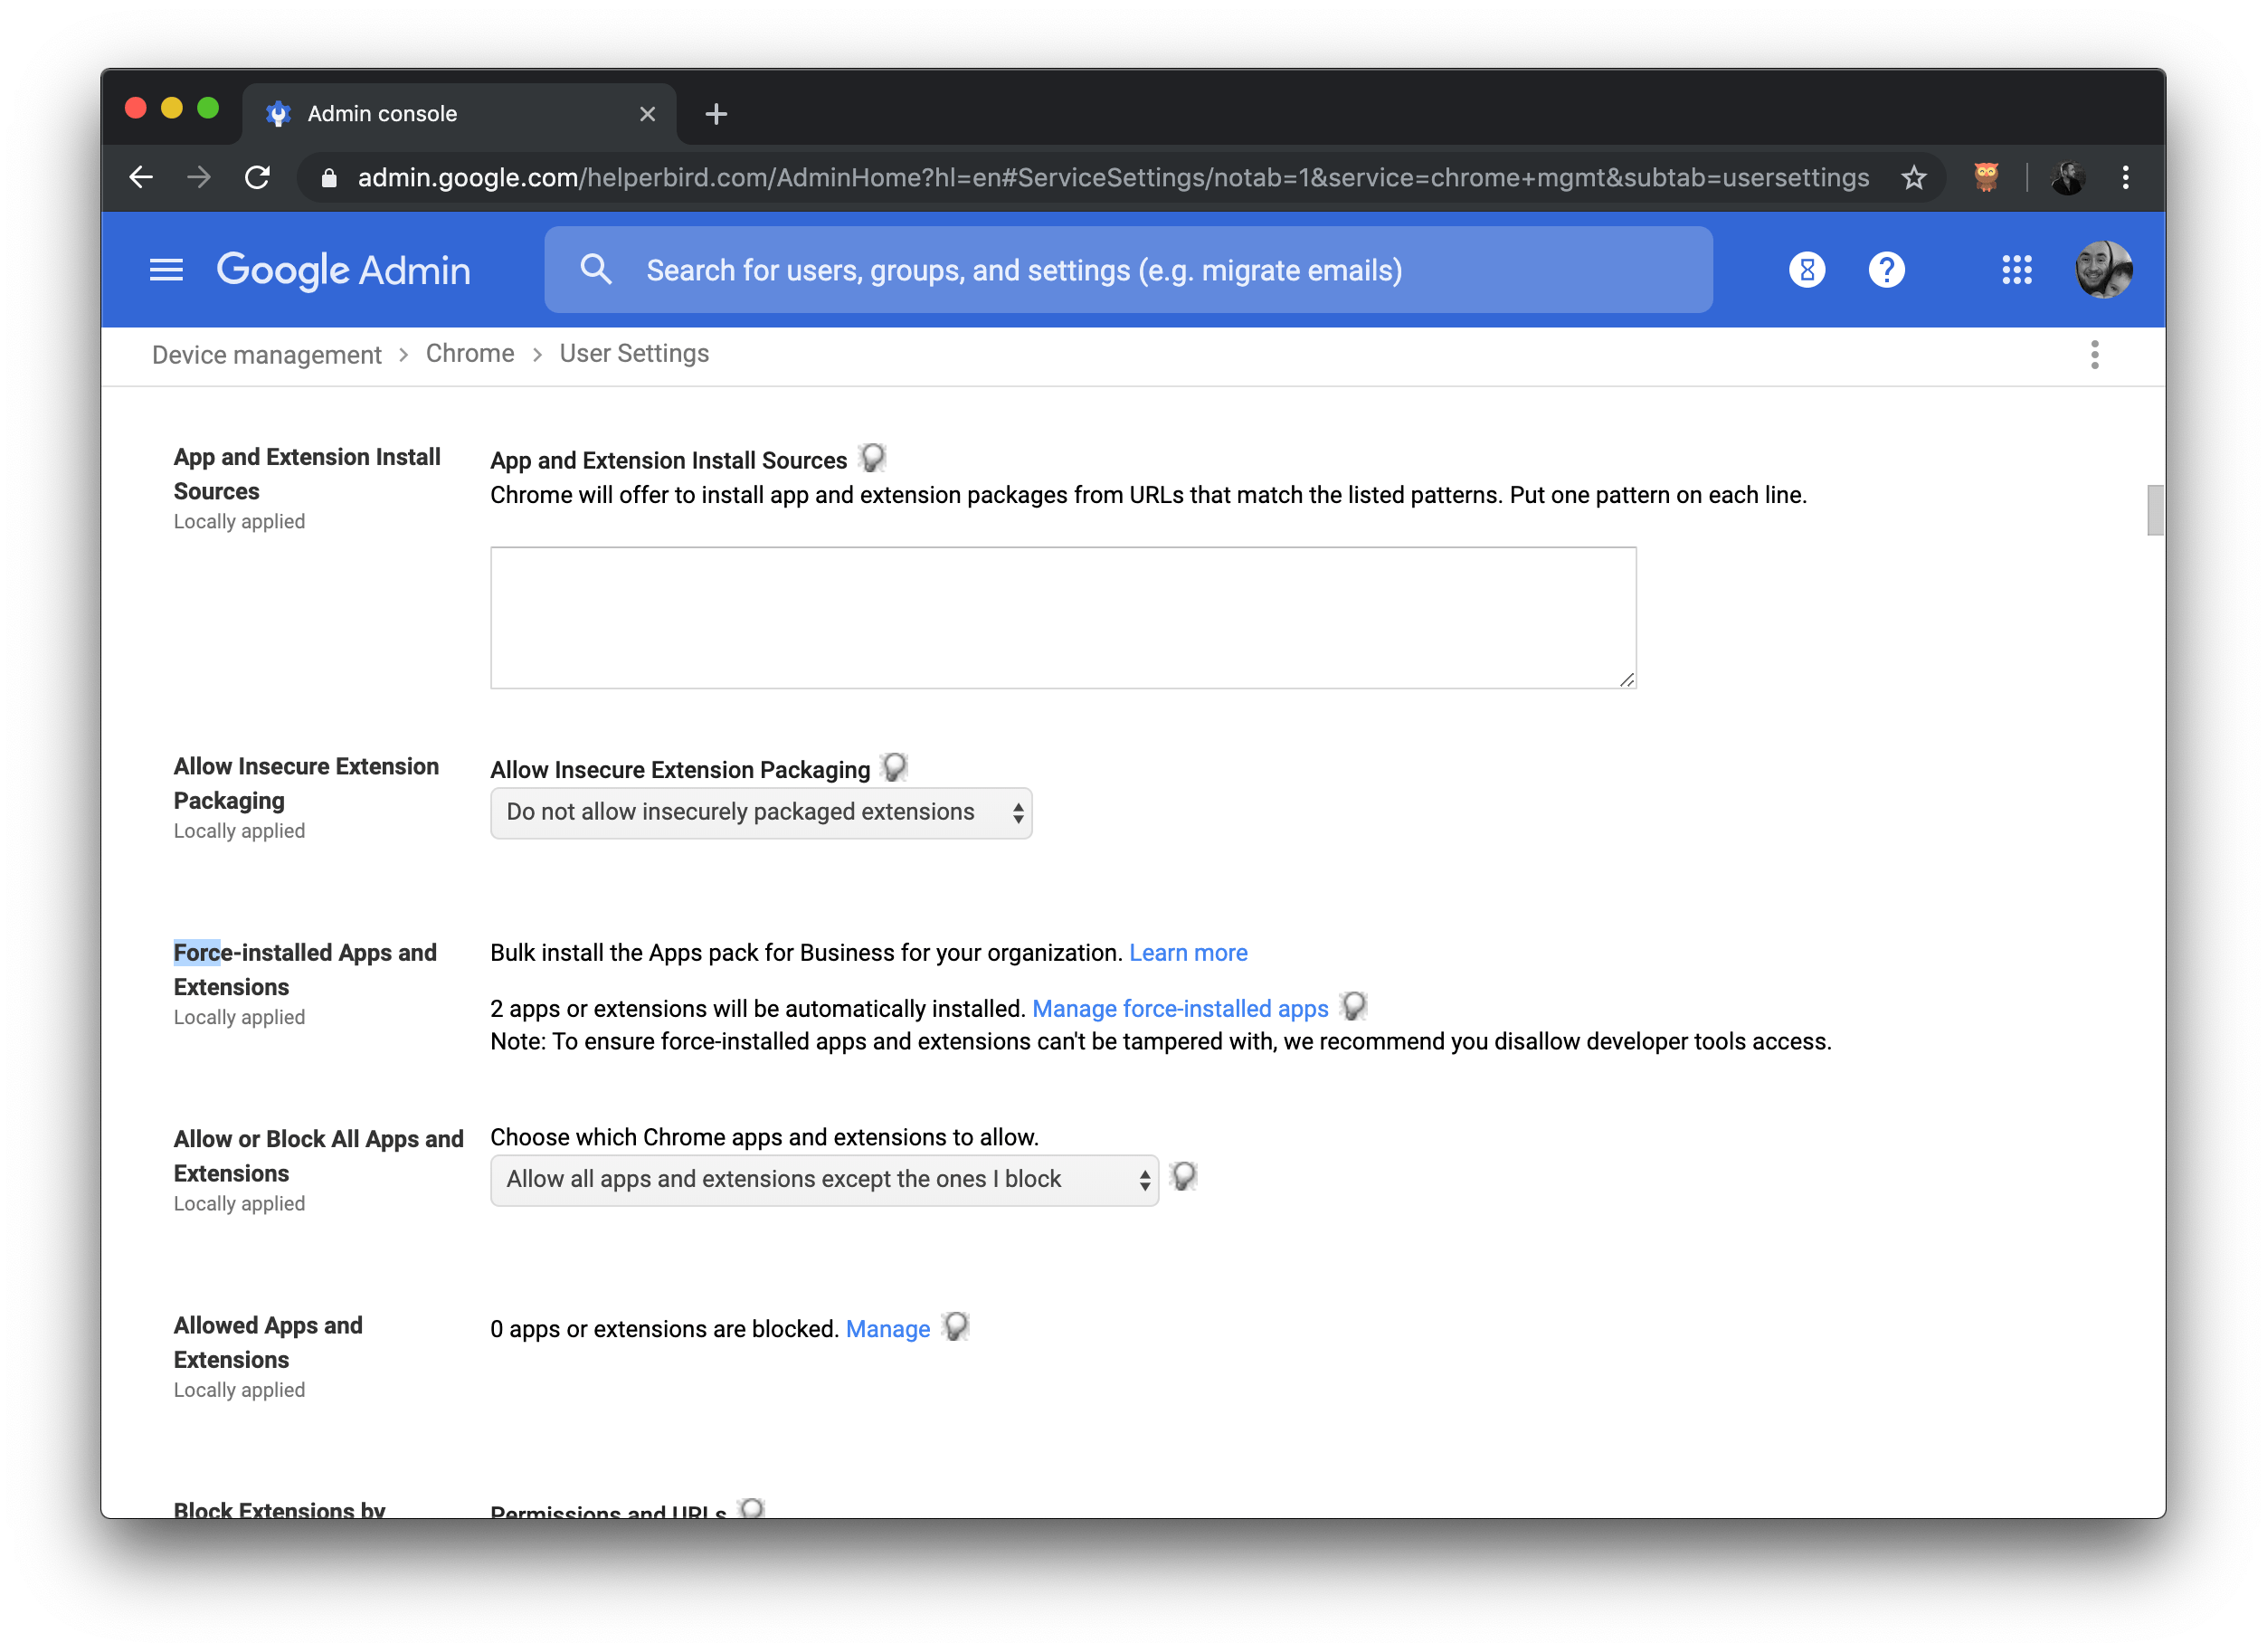 Admin console
admin.google.com/helperbird.com/AdminHome?hl=en#ServiceSettings/notab=1&service=chrome+mgmt&subtab=usersettings
Google Admin
Search for users, groups, and settings (e.g. migrate emails)
Device management > Chrome > User Settings
App and Extension Install
Sources
Locally applied
App and Extension Install Sources
Chrome will offer to install app and extension packages from URLs that match the listed patterns. Put one pattern on each line.
Allow Insecure Extension
Packaging
Locally applied
Allow Insecure Extension Packaging
Do not allow insecurely packaged extensions
Force-installed Apps and
Extensions
Locally applied
Bulk install the Apps pack for Business for your organization. Learn more
2 apps or extensions will be automatically installed. Manage force-installed apps
Note: To ensure force-installed apps and extensions can't be tampered with, we recommend you disallow developer tools access.
Allow or Block All Apps and
Extensions
Locally applied
Choose which Chrome apps and extensions to allow.
Allow all apps and extensions except the ones I block
Allowed Apps and
Extensions
Locally applied
0 apps or extensions are blocked. Manage
Block Extensions by
Permissions and URLs